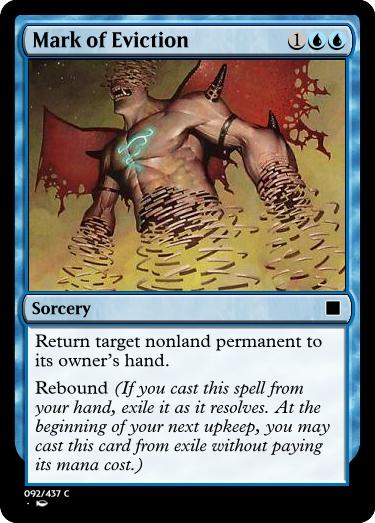 Mark of Eviction 1
Sorcery
Return target nonland permanent to
its owner's hand.
Rebound (If you cast this spell from
your hand, exile it as it resolves. At the
beginning of your next upkeep, you may
cast this card from exile without paying
its mana cost.)
092/437 C